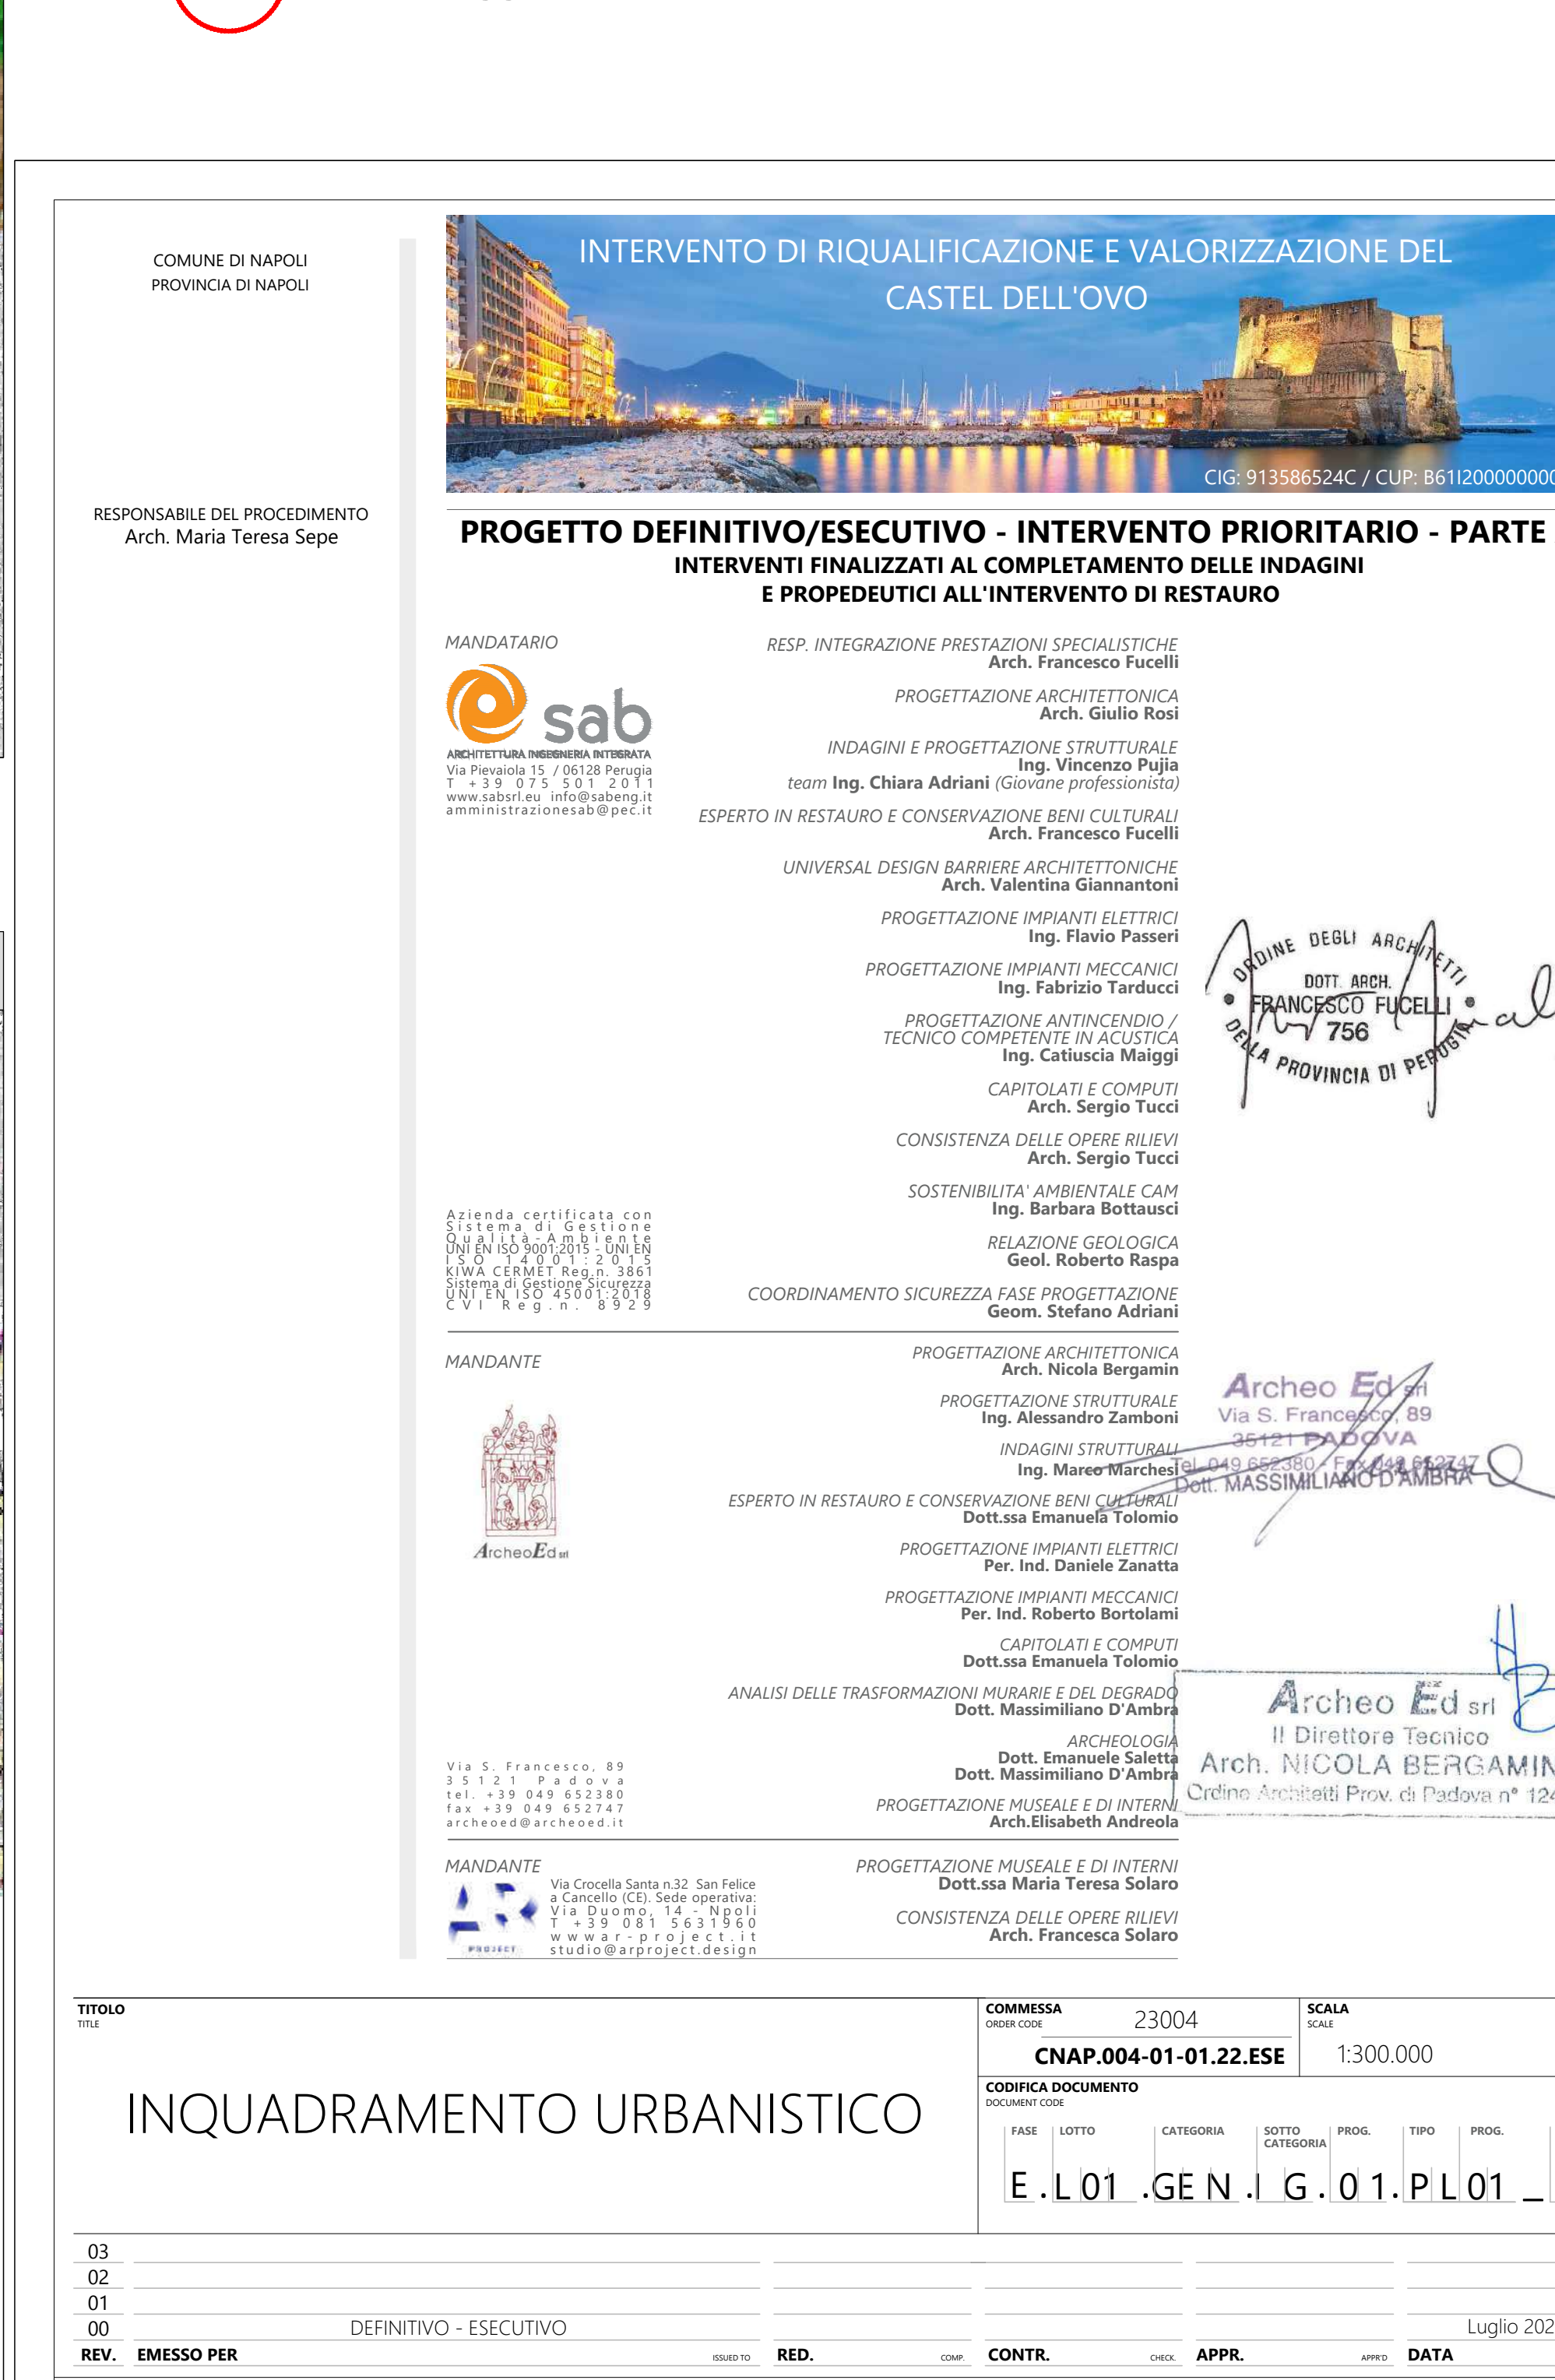 COMUNE DI NAPOLI
PROVINCIA DI NAPOLI
RESPONSABILE DEL PROCEDIMENTO
Arch. Maria Teresa Sepe
INTERVENTO DI RIQUALIFICAZIONE E VALORIZZAZIONE DEL
CASTEL DELL'OVO
CIG: 913586524C / CUP: B61I20000000
PROGETTO DEFINITIVO/ESECUTIVO - INTERVENTO PRIORITARIO - PARTE
INTERVENTI FINALIZZATI AL COMPLETAMENTO DELLE INDAGINI
E PROPEDEUTICI ALL'INTERVENTO DI RESTAURO
MANDATARIO
sab
ARCHITETTURA INGEGNERIA INTEGRATA
Via Pievaiola 15 / 06128 Perugia
T +39 075 501 2011
www.sabsrl.eu info@sabeng.it
amministrazionesab@pec.it
RESP. INTEGRAZIONE PRESTAZIONI SPECIALISTICHE
Arch. Francesco Fucelli
PROGETTAZIONE ARCHITETTONICA
Arch. Giulio Rosi
INDAGINI E PROGETTAZIONE STRUTTURALE
Ing. Vincenzo Pujia
team Ing. Chiara Adriani (Giovane professionista)
ESPERTO IN RESTAURO E CONSERVAZIONE BENI CULTURALI
Arch. Francesco Fucelli
UNIVERSAL DESIGN BARRIERE ARCHITETTONICHE
Arch. Valentina Giannantoni
PROGETTAZIONE IMPIANTI ELETTRICI
Ing. Flavio Passeri
PROGETTAZIONE IMPIANTI MECCANICI
Ing. Fabrizio Tarducci
PROGETTAZIONE ANTINCENDIO /
TECNICO COMPETENTE IN ACUSTICA
Ing. Catiuscia Maiggi
CAPITOLATI E COMPUTI
Arch. Sergio Tucci
CONSISTENZA DELLE OPERE RILIEVI
Arch. Sergio Tucci
SOSTENIBILITA' AMBIENTALE CAM
Ing. Barbara Bottausci
RELAZIONE GEOLOGICA
Geol. Roberto Raspa
COORDINAMENTO SICUREZZA FASE PROGETTAZIONE
Geom. Stefano Adriani
ORDINE DEGLI ARCHITETTI
DOTT. ARCH.
FRANCESCO FUCELLI
756
DELLA PROVINCIA DI PERUGIA
Azienda certificata con
Sistema di Gestione
Qualità-Ambiente
UNI EN ISO 9001:2015 - UNI EN
ISO 14001:2015
KIWA CERMET Reg.n. 3861
Sistema di Gestione Sicurezza
UNI EN ISO 45001:2018
CVI Reg.n. 8929
MANDANTE
ArcheoEd srl
PROGETTAZIONE ARCHITETTONICA
Arch. Nicola Bergamin
PROGETTAZIONE STRUTTURALE
Ing. Alessandro Zamboni
INDAGINI STRUTTURALI
Ing. Marco Marchesi
ESPERTO IN RESTAURO E CONSERVAZIONE BENI CULTURALI
Dott.ssa Emanuela Tolomio
PROGETTAZIONE IMPIANTI ELETTRICI
Per. Ind. Daniele Zanatta
PROGETTAZIONE IMPIANTI MECCANICI
Per. Ind. Roberto Bortolami
CAPITOLATI E COMPUTI
Dott.ssa Emanuela Tolomio
ANALISI DELLE TRASFORMAZIONI MURARIE E DEL DEGRADO
Dott. Massimiliano D'Ambra
ARCHEOLOGIA
Dott. Emanuele Saletta
Dott. Massimiliano D'Ambra
PROGETTAZIONE MUSEALE E DI INTERNI
Arch.Elisabeth Andreola
Archeo Ed srl
Via S. Francesco, 89
35121 PADOVA
Tel. 049 652380 - Fax 049 652747
Dott. MASSIMILIANO D'AMBRA
Archeo Ed srl
Il Direttore Tecnico
Arch. NICOLA BERGAMIN
Ordine Architetti Prov. di Padova n° 124
Via S. Francesco, 89
35121 Padova
tel. +39 049 652380
fax +39 049 652747
archeoed@archeoed.it
MANDANTE
PROJECT
Via Crocella Santa n.32 San Felice
a Cancello (CE). Sede operativa:
Via Duomo, 14 - Npoli
T +39 081 5631960
wwwar-project.it
studio@arproject.design
PROGETTAZIONE MUSEALE E DI INTERNI
Dott.ssa Maria Teresa Solaro
CONSISTENZA DELLE OPERE RILIEVI
Arch. Francesca Solaro
TITOLO
TITLE
INQUADRAMENTO URBANISTICO
COMMESSA
ORDER CODE
23004
CNAP.004-01-01.22.ESE
SCALA
SCALE
1:300.000
CODIFICA DOCUMENTO
DOCUMENT CODE
FASE LOTTO CATEGORIA SOTTO CATEGORIA PROG. TIPO PROG.
E.L01.GEN.IG.01.PL01_
03
02
01
00 DEFINITIVO - ESECUTIVO Luglio 202
REV. EMESSO PER ISSUED TO RED. COMP. CONTR. CHECK. APPR. APPR'D DATA